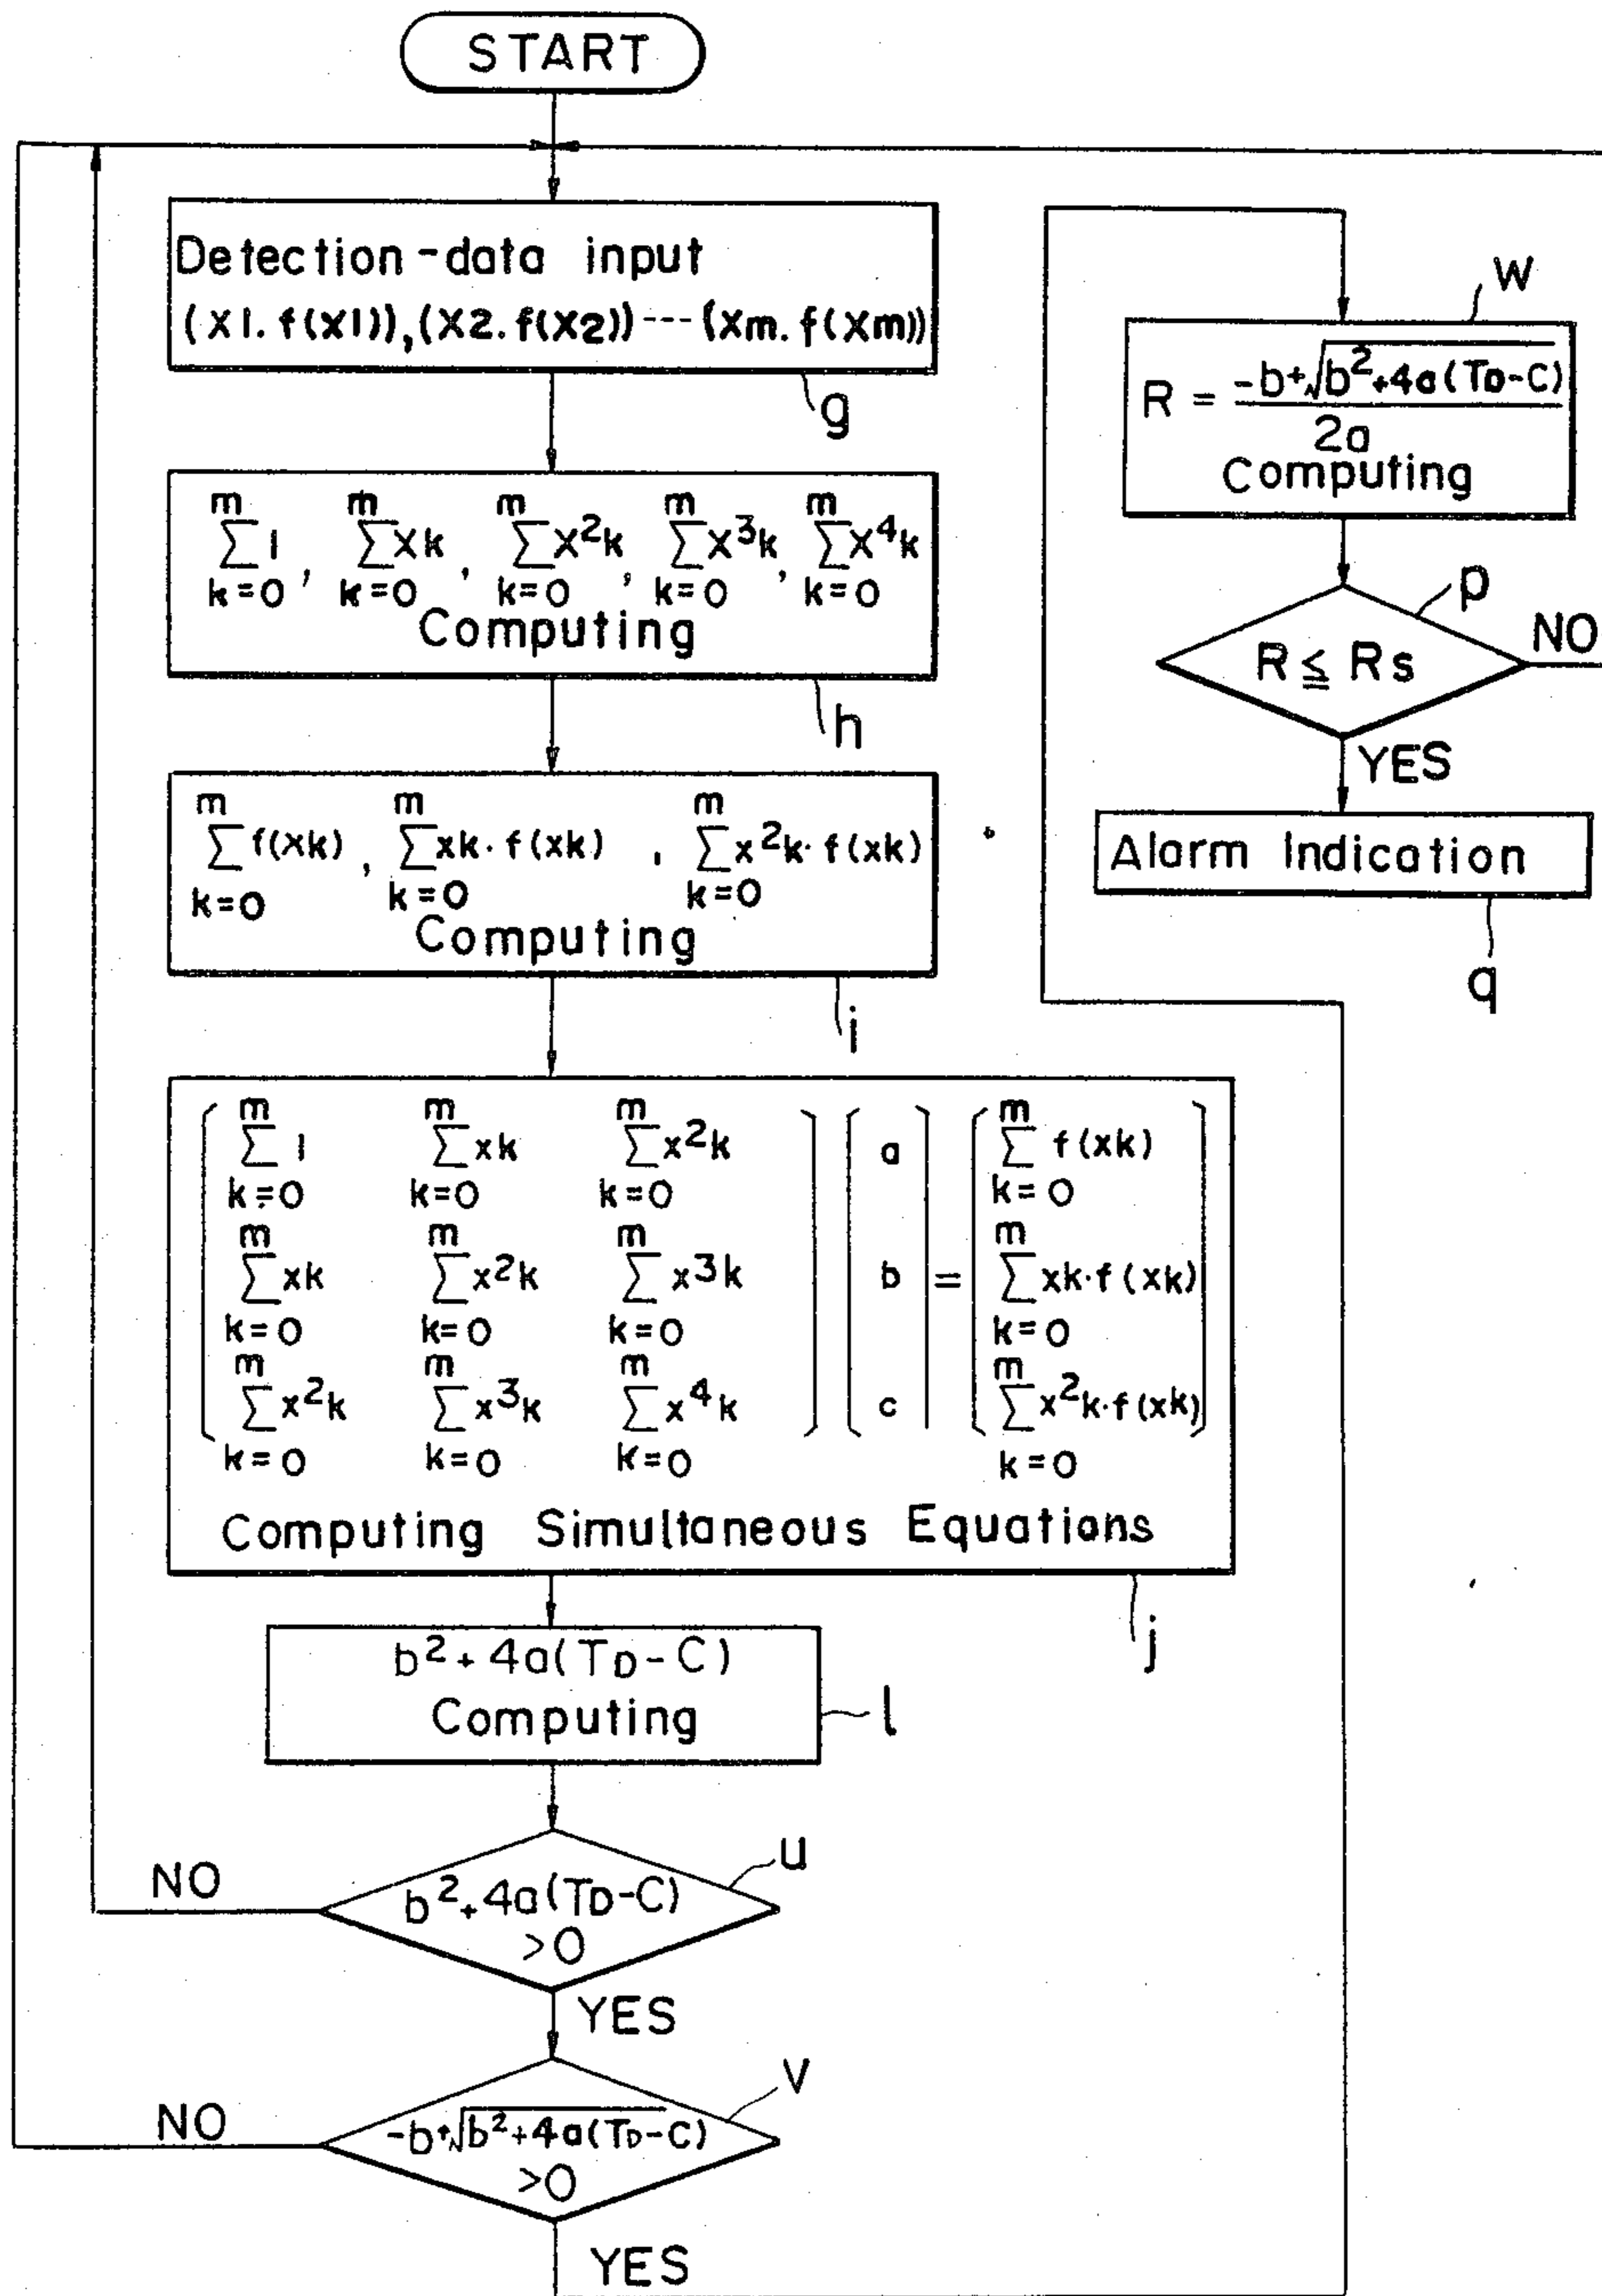 START
Detection-data input
(X1.f(X1)),(X2.f(X2))---(Xm.f(Xm))
g
m m m m m
∑1, ∑Xk, ∑X²k, ∑X³k, ∑X⁴k
k=0 k=0 k=0 k=0 k=0
Computing
h
m m m
∑f(xk), ∑xk·f(xk), ∑x²k·f(xk)
k=0 k=0 k=0
Computing
i
m m m m
∑1 ∑xk ∑x²k a ∑f(xk)
k=0 k=0 k=0 k=0
m m m m
∑xk ∑x²k ∑x³k b = ∑xk·f(xk)
k=0 k=0 k=0 k=0
m m m m
∑x²k ∑x³k ∑x⁴k c ∑x²k·f(xk)
k=0 k=0 k=0 k=0
Computing Simultaneous Equations
j
b²+4a(TD-C)
Computing
l
u
NO
b²+4a(TD-C)
>0
YES
v
NO
-b+√b²+4a(TD-C)
>0
YES
w
R = -b+√b²+4a(TD-C)
2a
Computing
p
NO
R ≦ Rs
YES
Alarm Indication
q